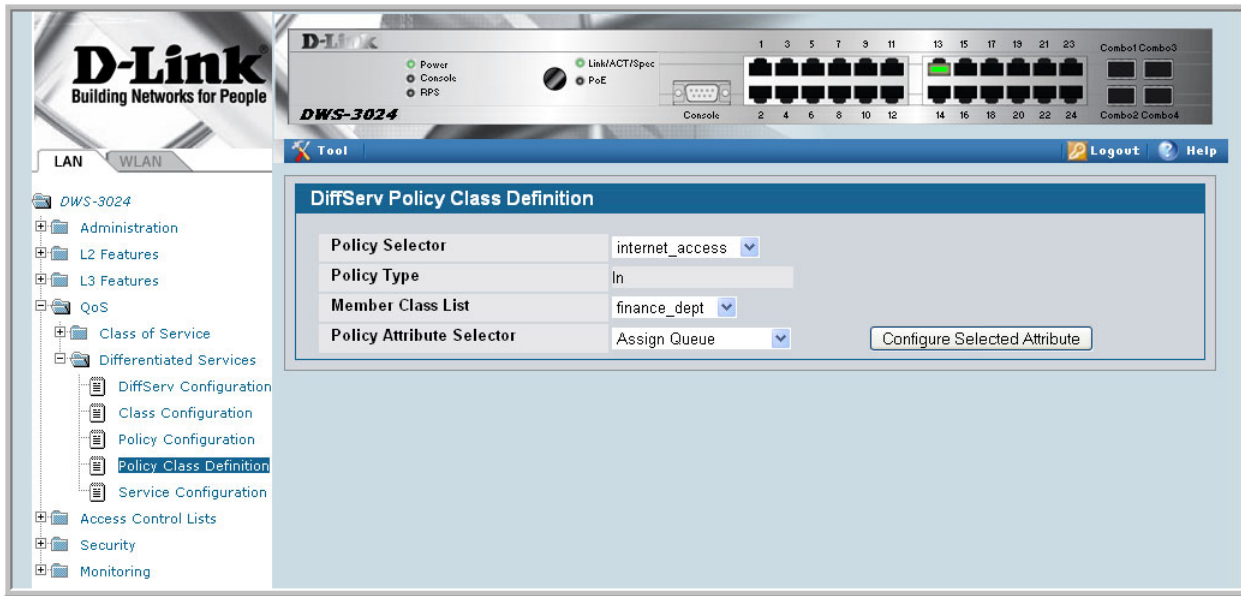 D-Link
Building Networks for People
LAN
WLAN
DWS-3024
Administration
L2 Features
L3 Features
QoS
Class of Service
Differentiated Services
DiffServ Configuration
Class Configuration
Policy Configuration
Policy Class Definition
Service Configuration
Access Control Lists
Security
Monitoring
D-Link
Power
Console
RPS
Link/ACT/Spec
PoE
DWS-3024
Console
1 3 5 7 9 11 13 15 17 19 21 23
2 4 6 8 10 12 14 16 18 20 22 24
Combo1 Combo3
Combo2 Combo4
Tool
Logout
Help
DiffServ Policy Class Definition
Policy Selector internet_access
Policy Type In
Member Class List finance_dept
Policy Attribute Selector Assign Queue Configure Selected Attribute